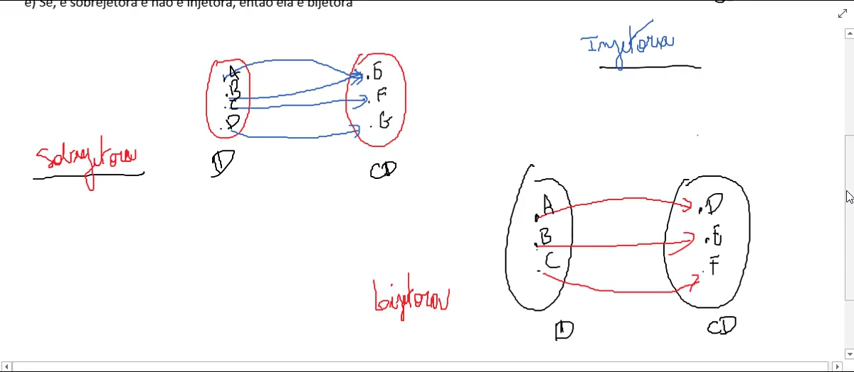 e) Se, é sobrejetora e não é injetora, então ela é bijetora
Injetora
A
B
C
D
E
F
G
Sobrejetora
D
CD
A
B
C
D
E
F
bijetora
D
CD